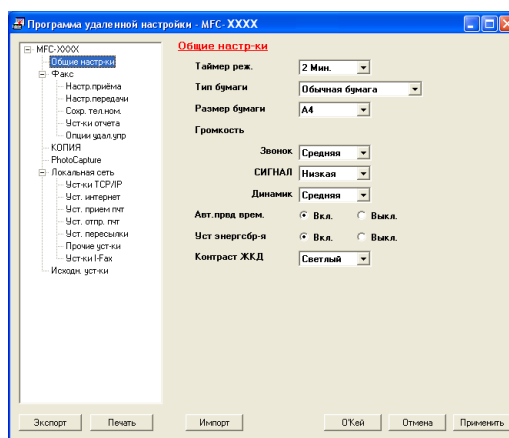 Программа удаленной настройки - MFC-XXXX
MFC-XXXX
Общие настр-ки
Факс
Настр.приёма
Настр.передачи
Сохр. тел.ном.
Уст-ки отчета
Опции удал.упр
КОПИЯ
PhotoCapture
Локальная сеть
Уст-ки TCP/IP
Уст. интернет
Уст. прием пчт
Уст. отпр. пчт
Уст. пересылки
Прочие уст-ки
Уст-ки I-Fax
Исходн. уст-ки
Общие настр-ки
Таймер реж. 2 Мин.
Тип бумаги Обычная бумага
Размер бумаги A4
Громкость
Звонок Средняя
СИГНАЛ Низкая
Динамик Средняя
Авт.првд врем. Вкл. Выкл.
Уст энергсбр-я Вкл. Выкл.
Контраст ЖКД Светлый
Экспорт Печать Импорт О'Кей Отмена Применить